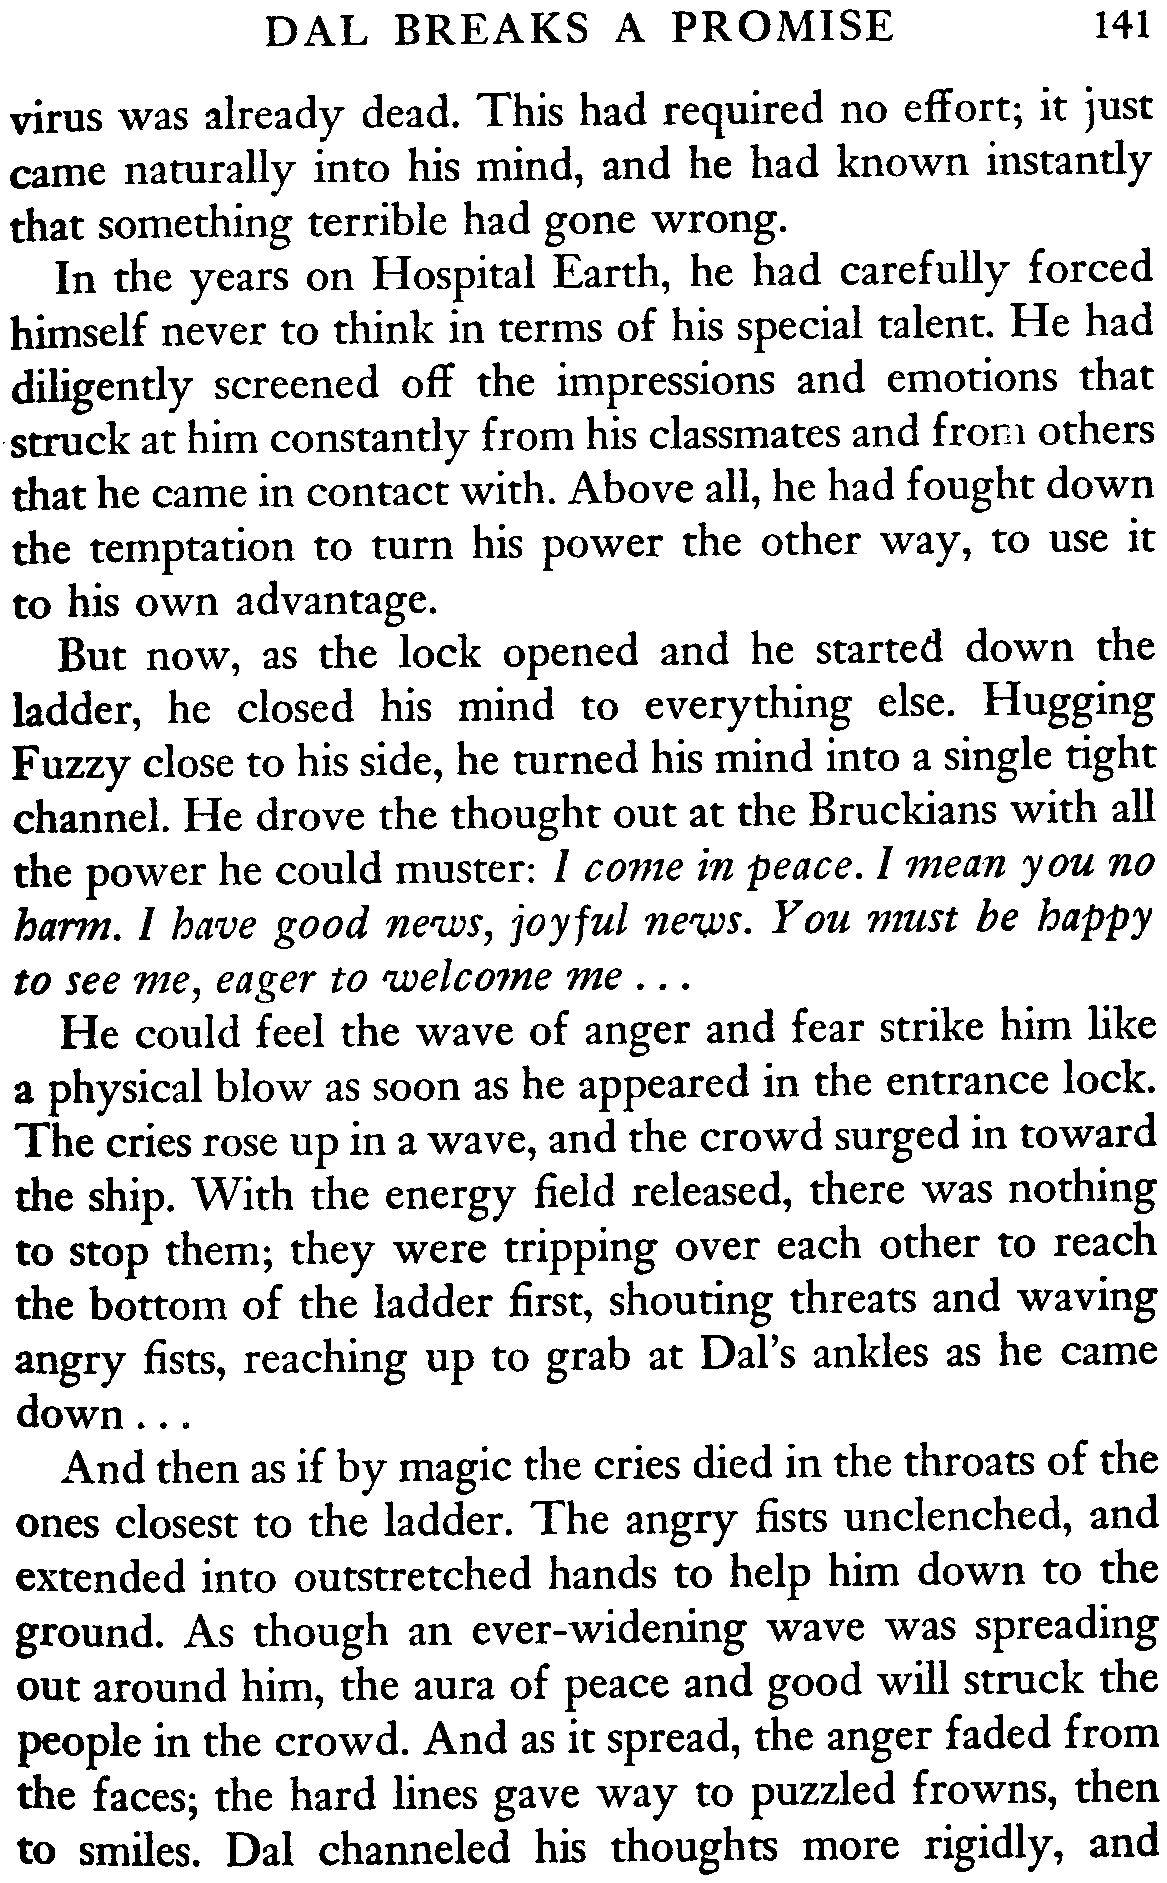 DAL BREAKS A PROMISE 141
virus was already dead. This had required no effort; it just
came naturally into his mind, and he had known instantly
that something terrible had gone wrong.
In the years on Hospital Earth, he had carefully forced
himself never to think in terms of his special talent. He had
diligently screened off the impressions and emotions that
struck at him constantly from his classmates and from others
that he came in contact with. Above all, he had fought down
the temptation to turn his power the other way, to use it
to his own advantage.
But now, as the lock opened and he started down the
ladder, he closed his mind to everything else. Hugging
Fuzzy close to his side, he turned his mind into a single tight
channel. He drove the thought out at the Bruckians with all
the power he could muster: I come in peace. I mean you no
harm. I have good news, joyful news. You must be happy
to see me, eager to welcome me . . .
He could feel the wave of anger and fear strike him like
a physical blow as soon as he appeared in the entrance lock.
The cries rose up in a wave, and the crowd surged in toward
the ship. With the energy field released, there was nothing
to stop them; they were tripping over each other to reach
the bottom of the ladder first, shouting threats and waving
angry fists, reaching up to grab at Dal's ankles as he came
down . . .
And then as if by magic the cries died in the throats of the
ones closest to the ladder. The angry fists unclenched, and
extended into outstretched hands to help him down to the
ground. As though an ever-widening wave was spreading
out around him, the aura of peace and good will struck the
people in the crowd. And as it spread, the anger faded from
the faces; the hard lines gave way to puzzled frowns, then
to smiles. Dal channeled his thoughts more rigidly, and